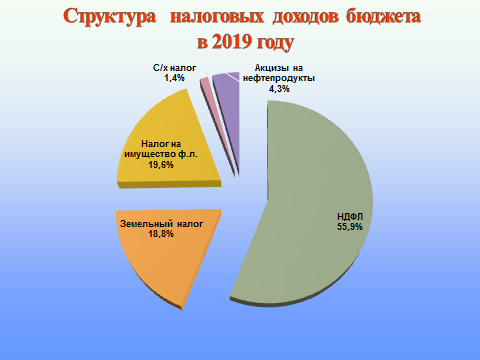 Структура налоговых доходов бюджета
в 2019 году
С/х налог
1,4%
Акцизы на
нефтепродукты
4,3%
Налог на
имущество ф.л.
19,6%
Земельный налог
18,8%
НДФЛ
55,9%